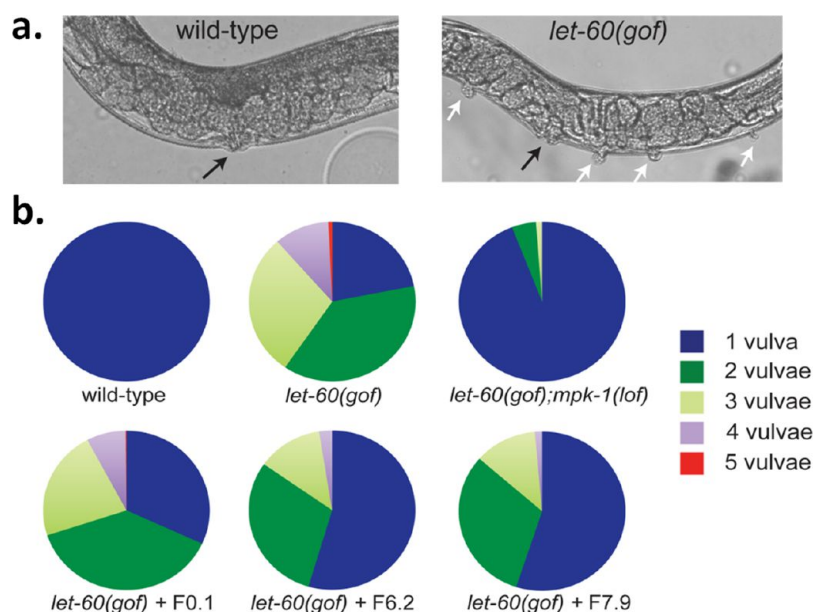 a.
wild-type
let-60(gof)
b.
wild-type
let-60(gof)
let-60(gof);mpk-1(lof)
1 vulva
2 vulvae
3 vulvae
4 vulvae
5 vulvae
let-60(gof) + F0.1
let-60(gof) + F6.2
let-60(gof) + F7.9